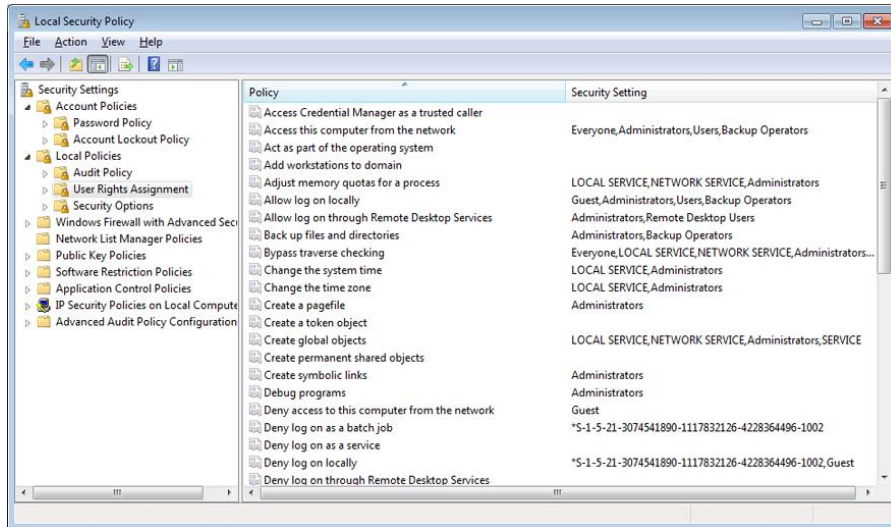 Local Security Policy
File Action View Help
Security Settings
Account Policies
Password Policy
Account Lockout Policy
Local Policies
Audit Policy
User Rights Assignment
Security Options
Windows Firewall with Advanced Secu
Network List Manager Policies
Public Key Policies
Software Restriction Policies
Application Control Policies
IP Security Policies on Local Compute
Advanced Audit Policy Configuration
Policy Security Setting
Access Credential Manager as a trusted caller
Access this computer from the network Everyone,Administrators,Users,Backup Operators
Act as part of the operating system
Add workstations to domain
Adjust memory quotas for a process LOCAL SERVICE,NETWORK SERVICE,Administrators
Allow log on locally Guest,Administrators,Users,Backup Operators
Allow log on through Remote Desktop Services Administrators,Remote Desktop Users
Back up files and directories Administrators,Backup Operators
Bypass traverse checking Everyone,LOCAL SERVICE,NETWORK SERVICE,Administrators...
Change the system time LOCAL SERVICE,Administrators
Change the time zone LOCAL SERVICE,Administrators
Create a pagefile Administrators
Create a token object
Create global objects LOCAL SERVICE,NETWORK SERVICE,Administrators,SERVICE
Create permanent shared objects
Create symbolic links Administrators
Debug programs Administrators
Deny access to this computer from the network Guest
Deny log on as a batch job *S-1-5-21-3074541890-1117832126-4228364496-1002
Deny log on as a service
Deny log on locally *S-1-5-21-3074541890-1117832126-4228364496-1002,Guest
Deny log on through Remote Desktop Services